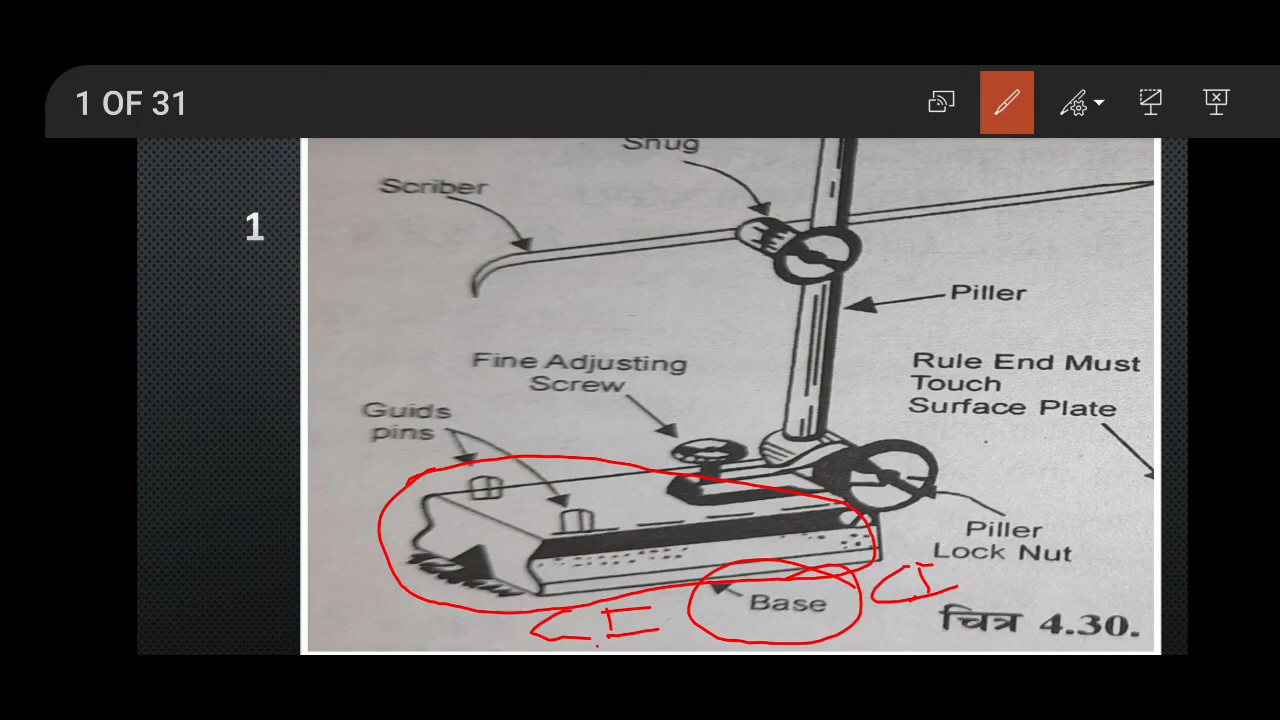 1 OF 31
Snug
Scriber
1
Piller
Fine Adjusting
Screw
Rule End Must
Touch
Surface Plate
Guids
pins
Piller
Lock Nut
Base
CI
C.I
चित्र 4.30.